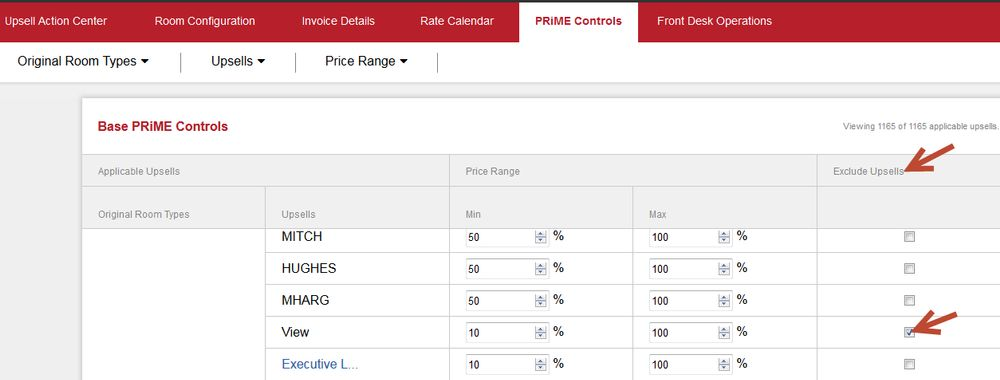 Upsell Action Center Room Configuration Invoice Details Rate Calendar PRiME Controls Front Desk Operations
Original Room Types Upsells Price Range
Base PRiME Controls Viewing 1165 of 1165 applicable upsells.
Applicable Upsells Price Range Exclude Upsells
Original Room Types Upsells Min Max
MITCH 50 % 100 %
HUGHES 50 % 100 %
MHARG 50 % 100 %
View 10 % 100 %
Executive L... 10 % 100 %